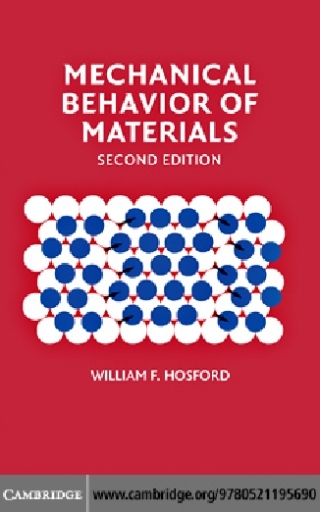 MECHANICAL
BEHAVIOR OF
MATERIALS
SECOND EDITION
WILLIAM F. HOSFORD
CAMBRIDGE
www.cambridge.org/9780521195690